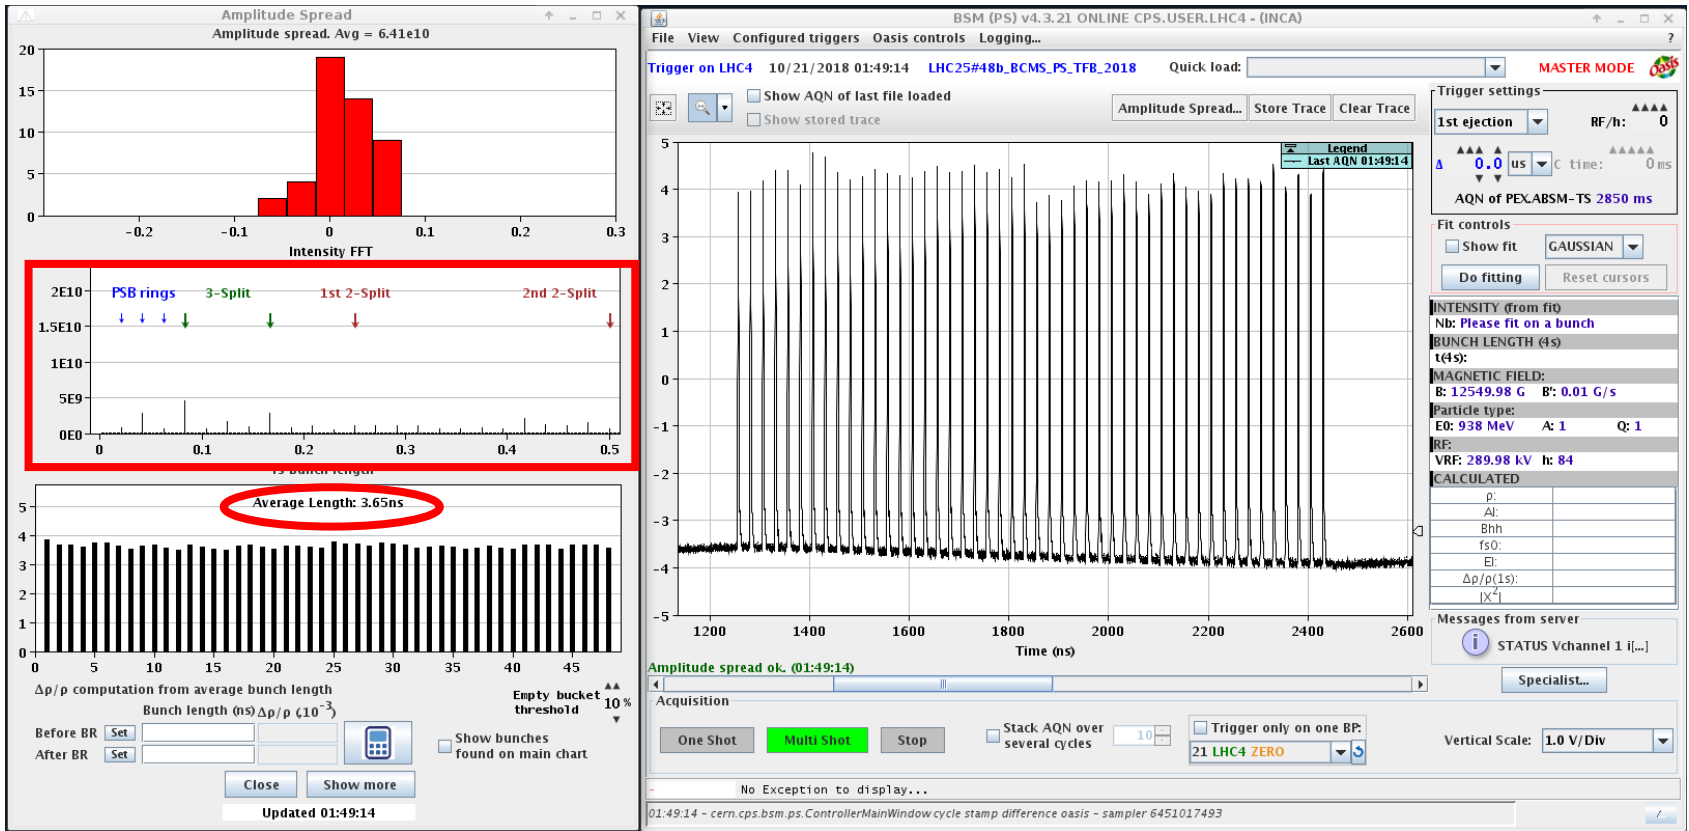 Amplitude Spread
Amplitude spread. Avg = 6.41e10
20
15
10
5
0
-0.2 -0.1 0 0.1 0.2 0.3
Intensity FFT
2E10
1.5E10
1E10
5E9
0E0
PSB rings 3-Split 1st 2-Split 2nd 2-Split
0 0.1 0.2 0.3 0.4 0.5
Average Length: 3.65ns
5
4
3
2
1
0
0 5 10 15 20 25 30 35 40 45
Δp/p computation from average bunch length
Bunch length (ns) Δp/p (.10⁻³)
Before BR Set
After BR Set
Empty bucket threshold 10 %
Show bunches found on main chart
Close Show more
Updated 01:49:14
BSM (PS) v4.3.21 ONLINE CPS.USER.LHC4 - (INCA)
File View Configured triggers Oasis controls Logging... ?
Trigger on LHC4 10/21/2018 01:49:14 LHC25#48b_BCMS_PS_TFB_2018 Quick load: MASTER MODE Oasis
Show AQN of last file loaded
Show stored trace
Amplitude Spread... Store Trace Clear Trace
Legend
Last AQN 01:49:14
5
4
3
2
1
0
-1
-2
-3
-4
-5
1200 1400 1600 1800 2000 2200 2400 2600
Time (ns)
Amplitude spread ok. (01:49:14)
Trigger settings
1st ejection RF/h: 0
Δ 0.0 us C time: 0 ms
AQN of PEX.ABSM-TS 2850 ms
Fit controls
Show fit GAUSSIAN
Do fitting Reset cursors
INTENSITY (from fit)
Nb: Please fit on a bunch
BUNCH LENGTH (4s)
t(4s):
MAGNETIC FIELD:
B: 12549.98 G B': 0.01 G/s
Particle type:
E0: 938 MeV A: 1 Q: 1
RF:
VRF: 289.98 kV h: 84
CALCULATED
ρ:
Al:
Bhh
fs0:
El:
Δp/p(1s):
|X²|
Messages from server
STATUS Vchannel 1 i[...]
Specialist...
Acquisition
One Shot Multi Shot Stop
Stack AQN over several cycles 10
Trigger only on one BP:
21 LHC4 ZERO
Vertical Scale: 1.0 V/Div
- No Exception to display...
01:49:14 - cern.cps.bsm.ps.ControllerMainWindow cycle stamp difference oasis - sampler 6451017493